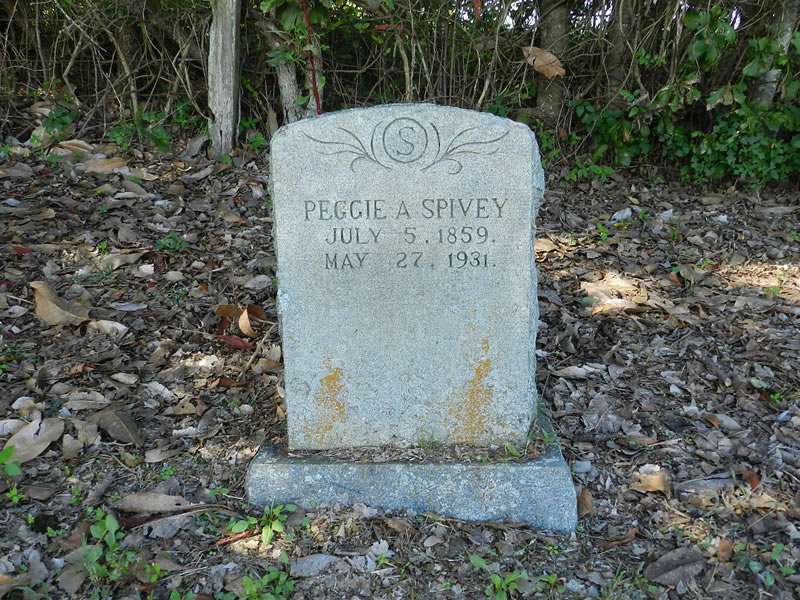 S
PEGGIE A SPIVEY
JULY 5, 1859.
MAY 27, 1931.